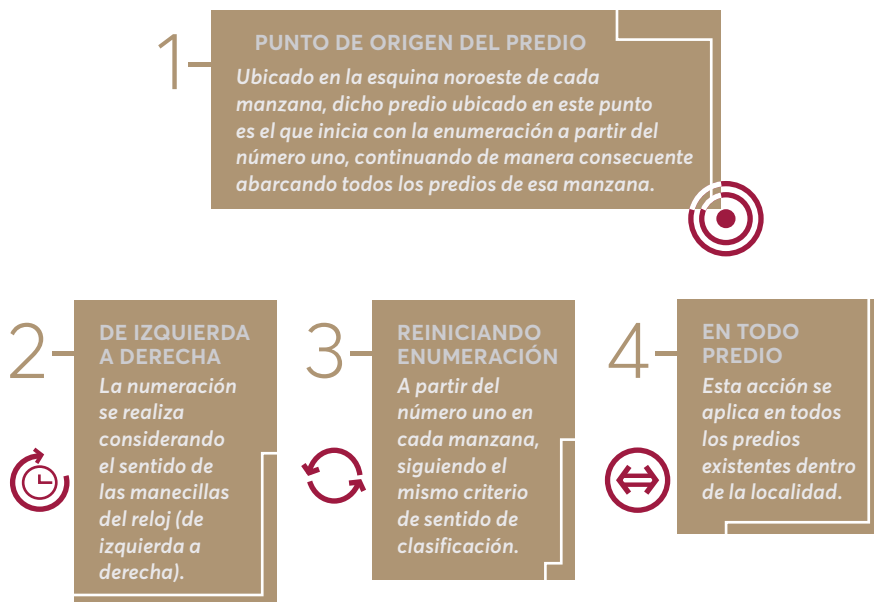 1
PUNTO DE ORIGEN DEL PREDIO
Ubicado en la esquina noroeste de cada
manzana, dicho predio ubicado en este punto
es el que inicia con la enumeración a partir del
número uno, continuando de manera consecuente
abarcando todos los predios de esa manzana.
2
DE IZQUIERDA
A DERECHA
La numeración
se realiza
considerando
el sentido de
las manecillas
del reloj (de
izquierda a
derecha).
3
REINICIANDO
ENUMERACIÓN
A partir del
número uno en
cada manzana,
siguiendo el
mismo criterio
de sentido de
clasificación.
4
EN TODO
PREDIO
Esta acción se
aplica en todos
los predios
existentes dentro
de la localidad.